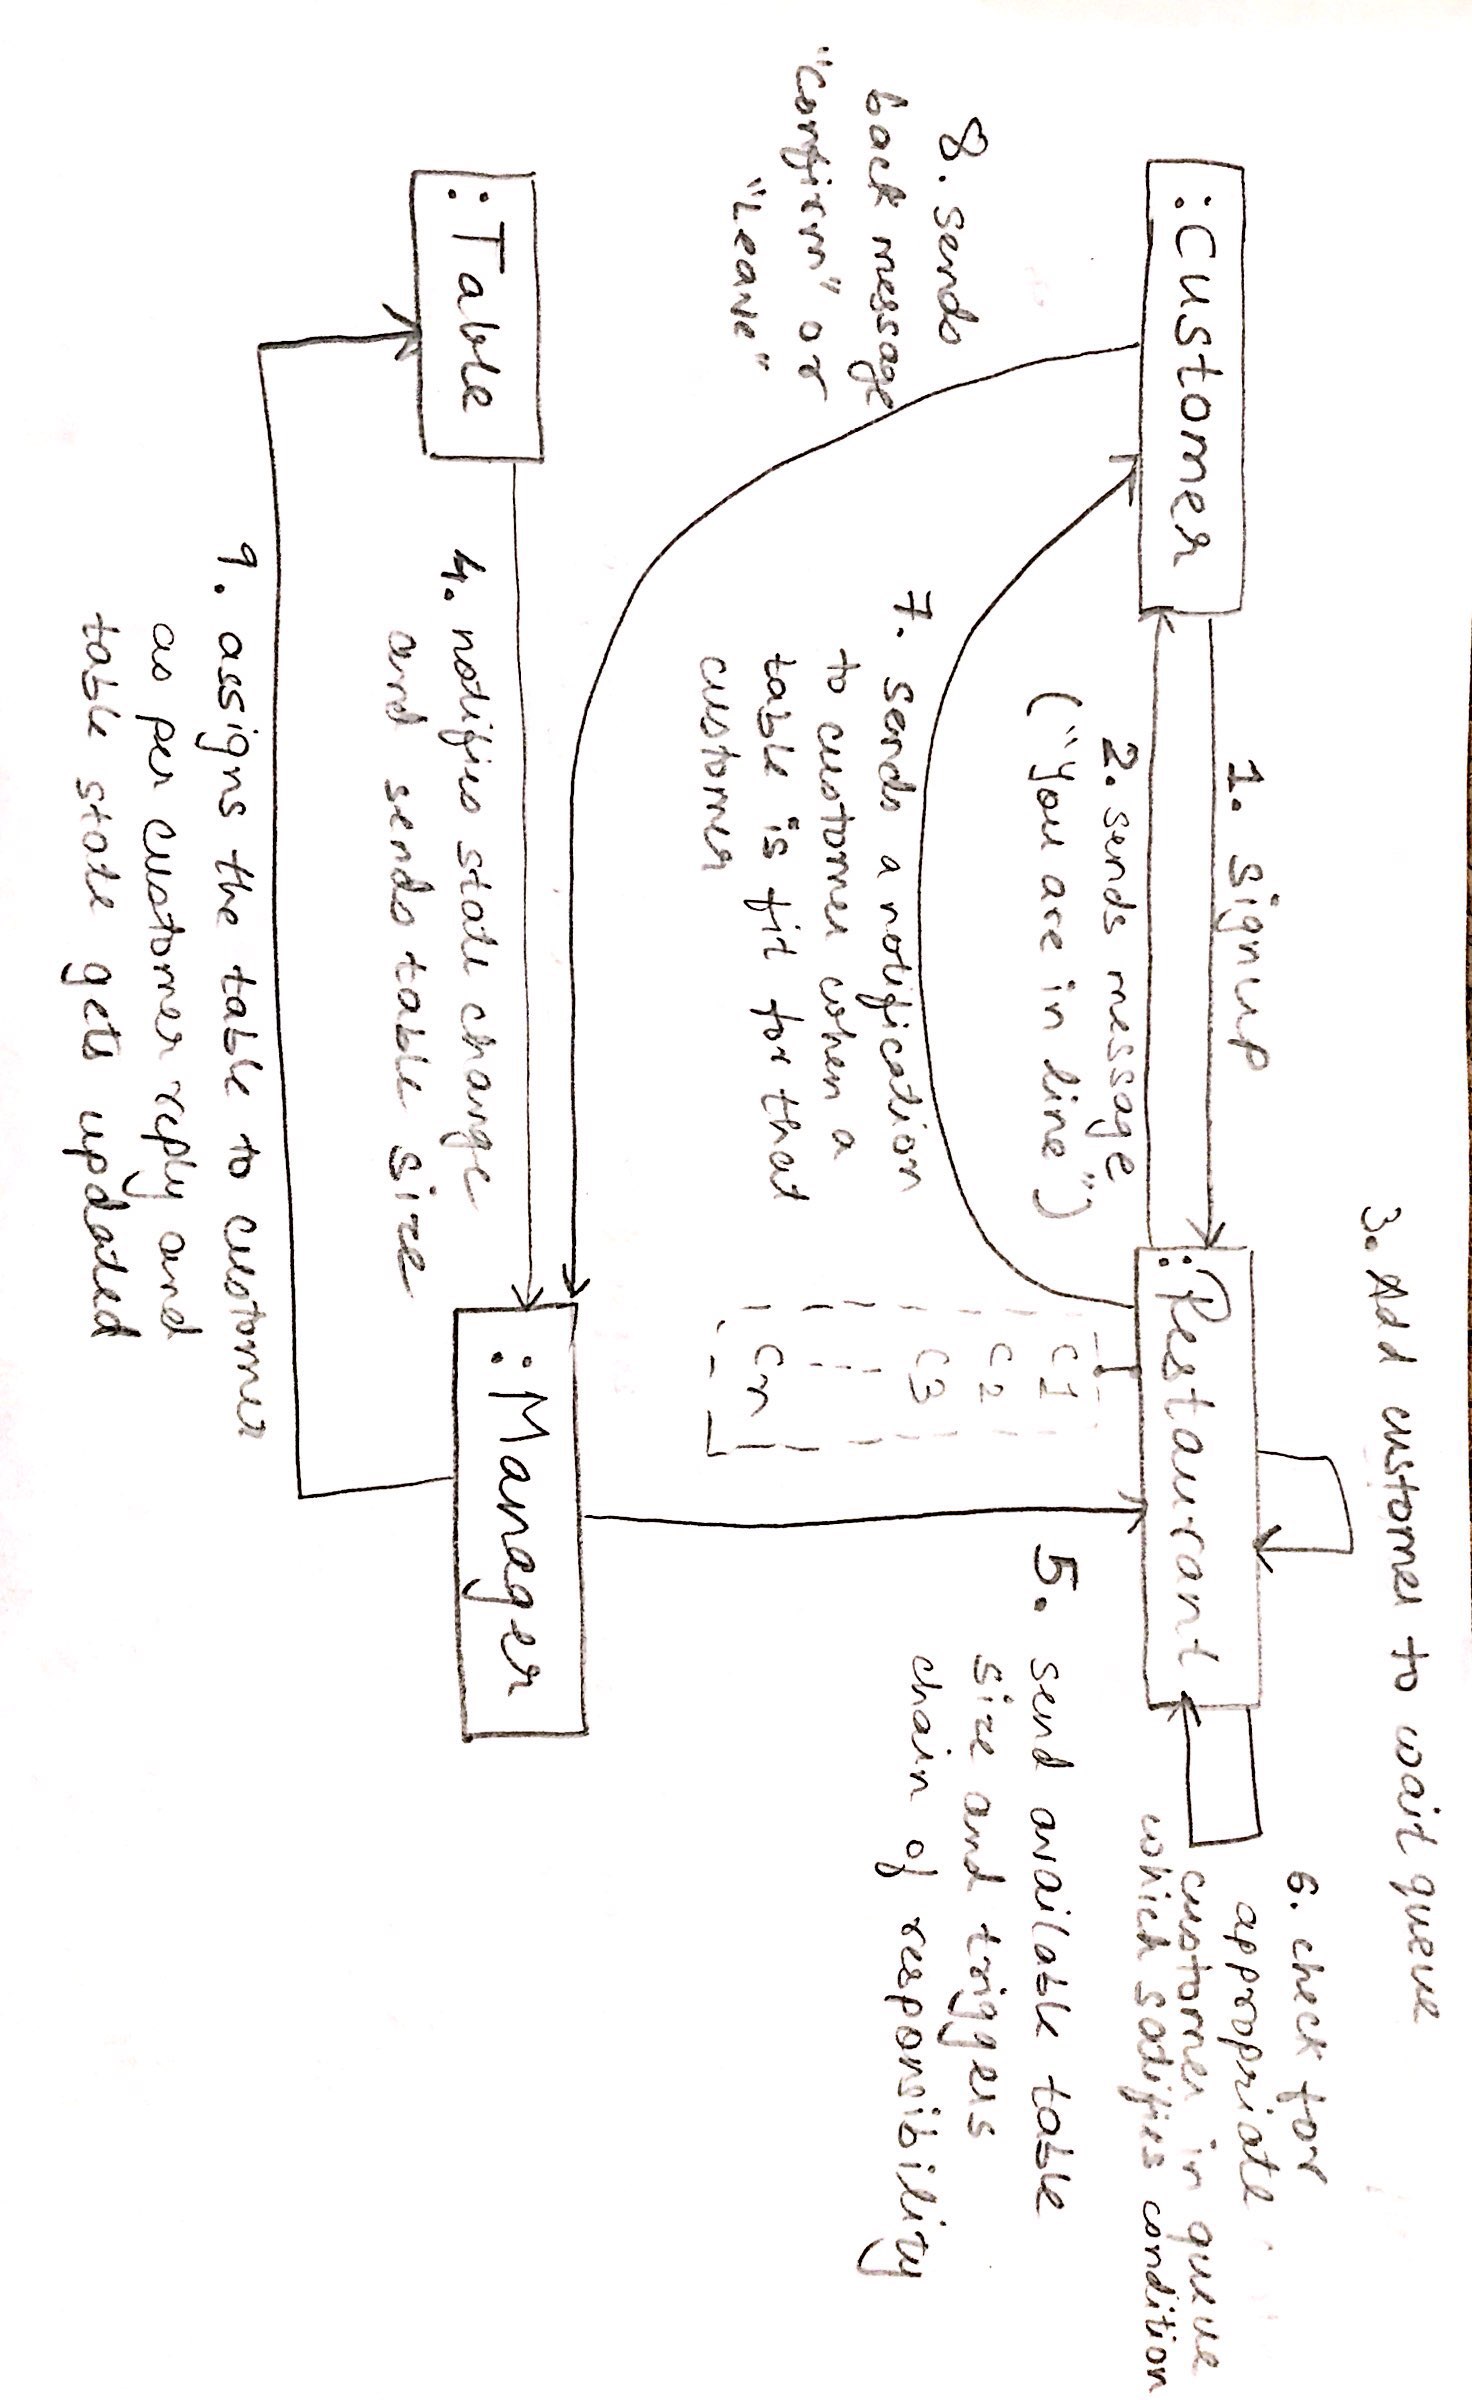 3. Add customer to wait queue
6. check for
appropriate
customer in queue
which satifies condition
1. signup
:Customer
:Restaurant
2. sends message
("You are in line")
C1
C2
C3
Cn
5. send available table
size and triggers
chain of responsibility
8. sends
back message
"Confirm" or
"Leave"
7. sends a notification
to customer when a
table is fit for that
customer
:Table
:Manager
4. notifies state change
and sends table size
9. assigns the table to customer
as per customer reply and
table state gets updated